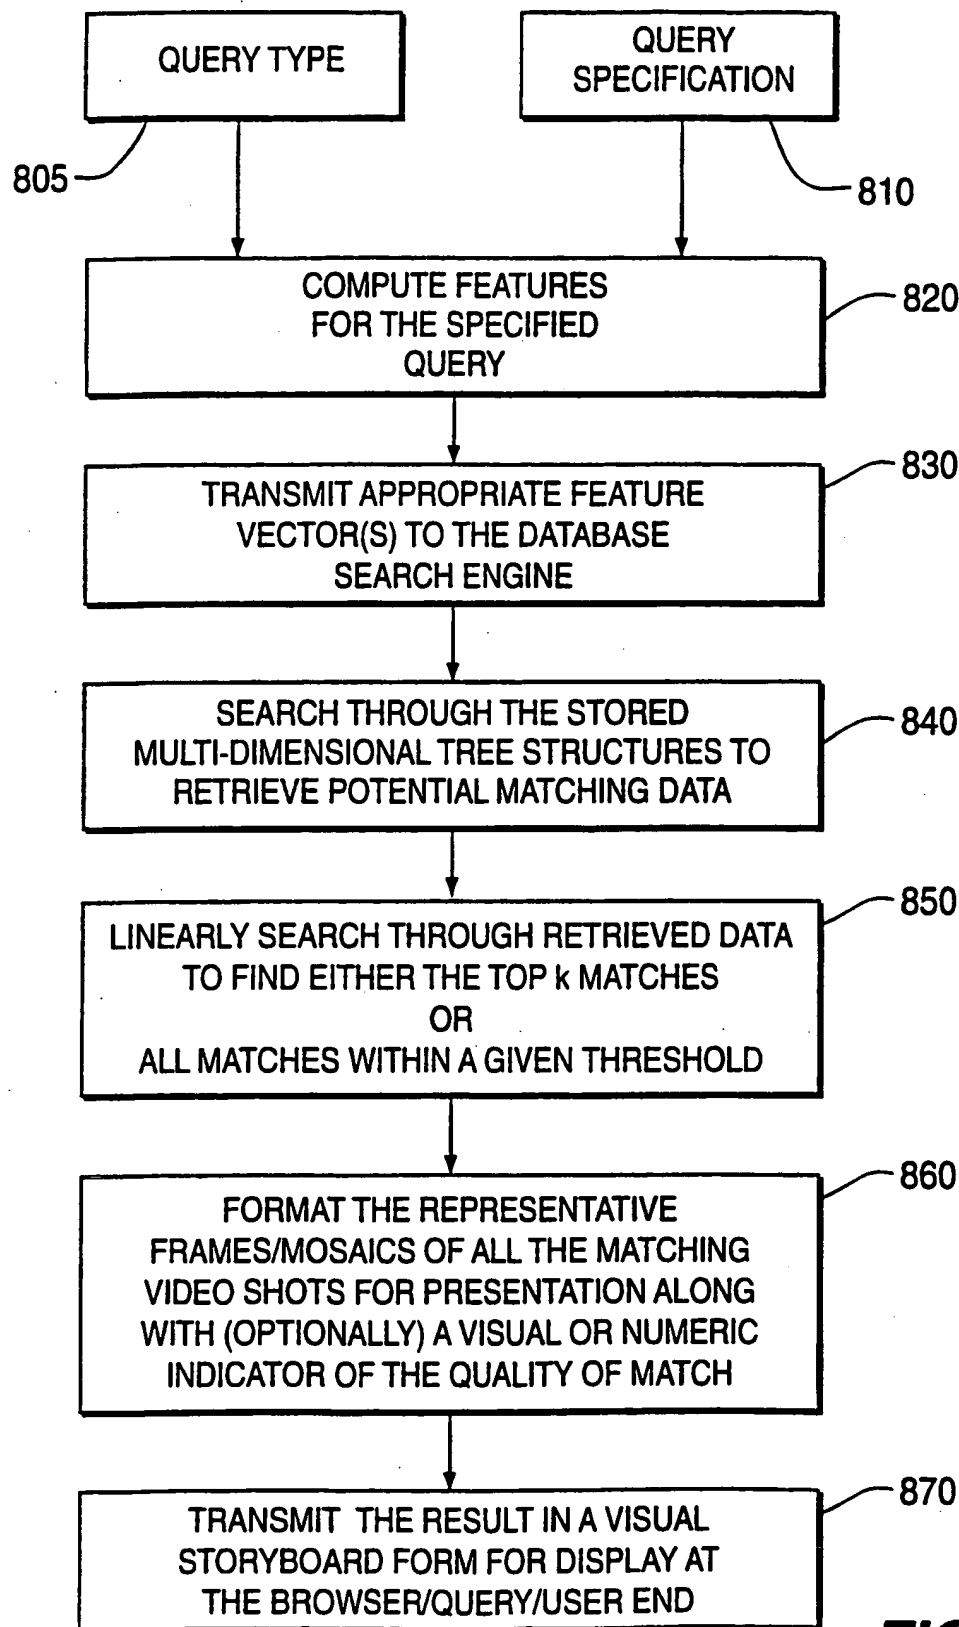 QUERY TYPE
QUERY
SPECIFICATION
805
810
COMPUTE FEATURES
FOR THE SPECIFIED
QUERY
820
TRANSMIT APPROPRIATE FEATURE
VECTOR(S) TO THE DATABASE
SEARCH ENGINE
830
SEARCH THROUGH THE STORED
MULTI-DIMENSIONAL TREE STRUCTURES TO
RETRIEVE POTENTIAL MATCHING DATA
840
LINEARLY SEARCH THROUGH RETRIEVED DATA
TO FIND EITHER THE TOP k MATCHES
OR
ALL MATCHES WITHIN A GIVEN THRESHOLD
850
FORMAT THE REPRESENTATIVE
FRAMES/MOSAICS OF ALL THE MATCHING
VIDEO SHOTS FOR PRESENTATION ALONG
WITH (OPTIONALLY) A VISUAL OR NUMERIC
INDICATOR OF THE QUALITY OF MATCH
860
TRANSMIT THE RESULT IN A VISUAL
STORYBOARD FORM FOR DISPLAY AT
THE BROWSER/QUERY/USER END
870